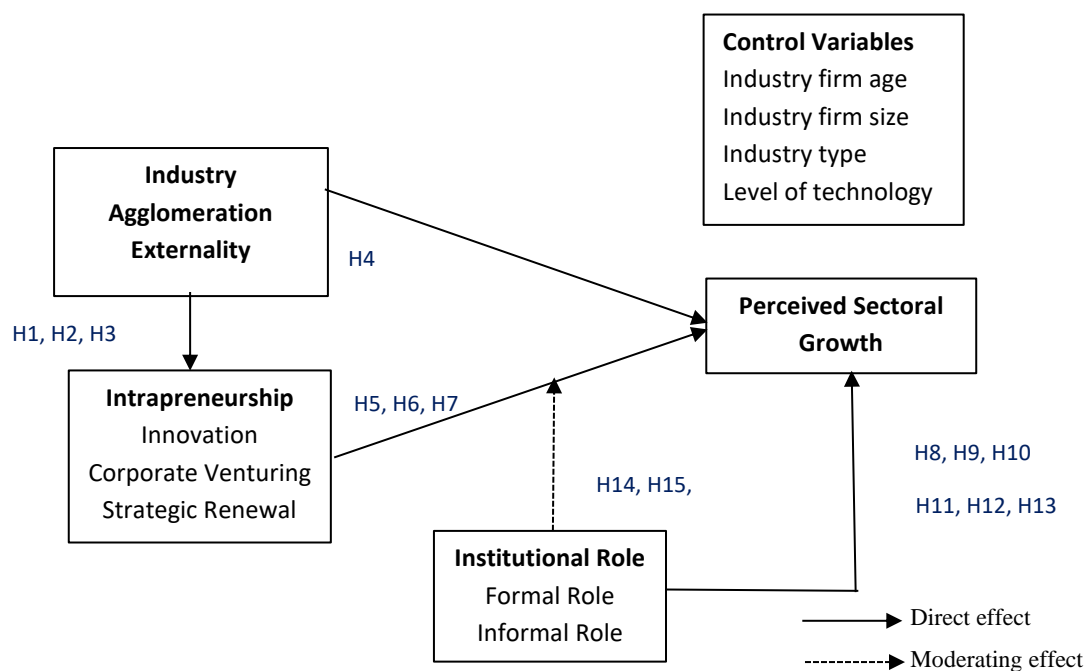 Control Variables
Industry firm age
Industry firm size
Industry type
Level of technology
Industry
Agglomeration
Externality
H4
Perceived Sectoral
Growth
H1, H2, H3
Intrapreneurship
Innovation
Corporate Venturing
Strategic Renewal
H5, H6, H7
H8, H9, H10
H11, H12, H13
H14, H15,
Institutional Role
Formal Role
Informal Role
Direct effect
Moderating effect